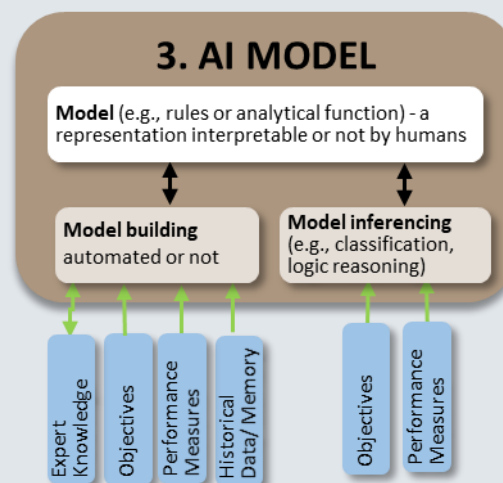 3. AI MODEL
Model (e.g., rules or analytical function) - a
representation interpretable or not by humans
Model building
automated or not
Model inferencing
(e.g., classification,
logic reasoning)
Expert
Knowledge
Objectives
Performance
Measures
Historical
Data/ Memory
Objectives
Performance
Measures